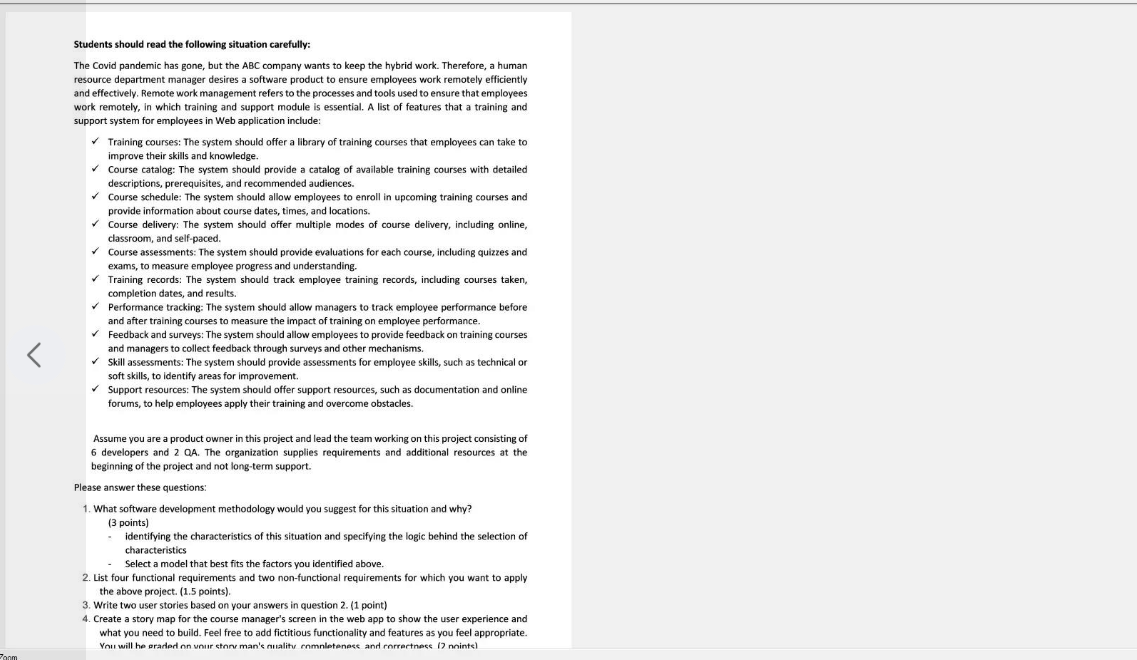 Students should read the following situation carefully:
The Covid pandemic has gone, but the ABC company wants to keep the hybrid work. Therefore, a human
resource department manager desires a software product to ensure employees work remotely efficiently
and effectively. Remote work management refers to the processes and tools used to ensure that employees
work remotely, in which training and support module is essential. A list of features that a training and
support system for employees in Web application include:
✓ Training courses: The system should offer a library of training courses that employees can take to
improve their skills and knowledge.
✓ Course catalog: The system should provide a catalog of available training courses with detailed
descriptions, prerequisites, and recommended audiences.
✓ Course schedule: The system should allow employees to enroll in upcoming training courses and
provide information about course dates, times, and locations.
✓ Course delivery: The system should offer multiple modes of course delivery, including online,
classroom, and self-paced.
✓ Course assessments: The system should provide evaluations for each course, including quizzes and
exams, to measure employee progress and understanding.
✓ Training records: The system should track employee training records, including courses taken,
completion dates, and results.
✓ Performance tracking: The system should allow managers to track employee performance before
and after training courses to measure the impact of training on employee performance.
✓ Feedback and surveys: The system should allow employees to provide feedback on training courses
and managers to collect feedback through surveys and other mechanisms.
✓ Skill assessments: The system should provide assessments for employee skills, such as technical or
soft skills, to identify areas for improvement.
✓ Support resources: The system should offer support resources, such as documentation and online
forums, to help employees apply their training and overcome obstacles.
Assume you are a product owner in this project and lead the team working on this project consisting of
6 developers and 2 QA. The organization supplies requirements and additional resources at the
beginning of the project and not long-term support.
Please answer these questions:
1. What software development methodology would you suggest for this situation and why?
(3 points)
- identifying the characteristics of this situation and specifying the logic behind the selection of
characteristics
- Select a model that best fits the factors you identified above.
2. List four functional requirements and two non-functional requirements for which you want to apply
the above project. (1.5 points).
3. Write two user stories based on your answers in question 2. (1 point)
4. Create a story map for the course manager's screen in the web app to show the user experience and
what you need to build. Feel free to add fictitious functionality and features as you feel appropriate.
You will be graded on your story map's quality, completeness, and correctness. (2 points)
Zoom